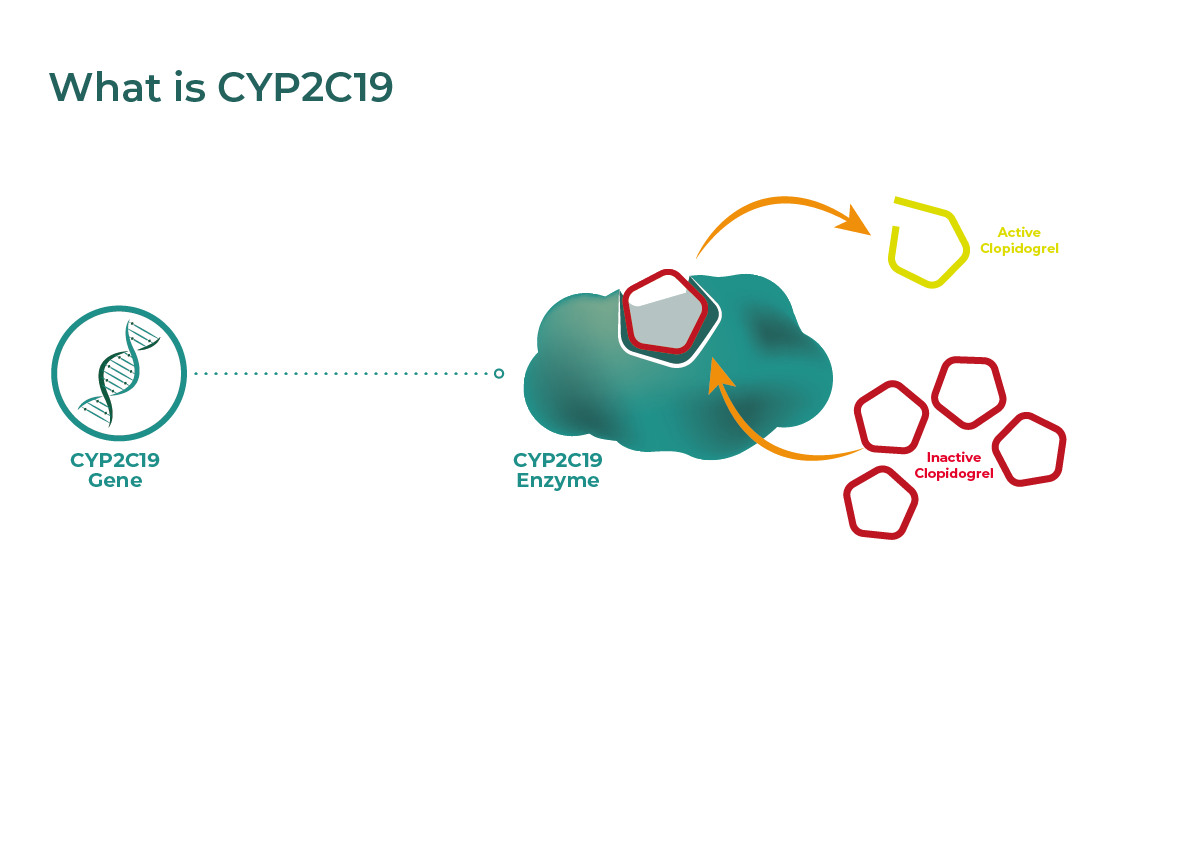 What is CYP2C19
Active
Clopidogrel
CYP2C19
Gene
CYP2C19
Enzyme
Inactive
Clopidogrel